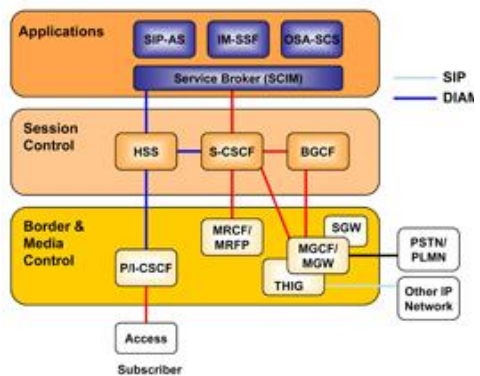 Applications
SIP-AS
IM-SSF
OSA-SCS
Service Broker (SCIM)
SIP
DIAM
Session
Control
HSS
S-CSCF
BGCF
Border &
Media
Control
MRCF/
MRFP
SGW
MGCF/
MGW
PSTN/
PLMN
P/I-CSCF
THIG
Other IP
Network
Access
Subscriber